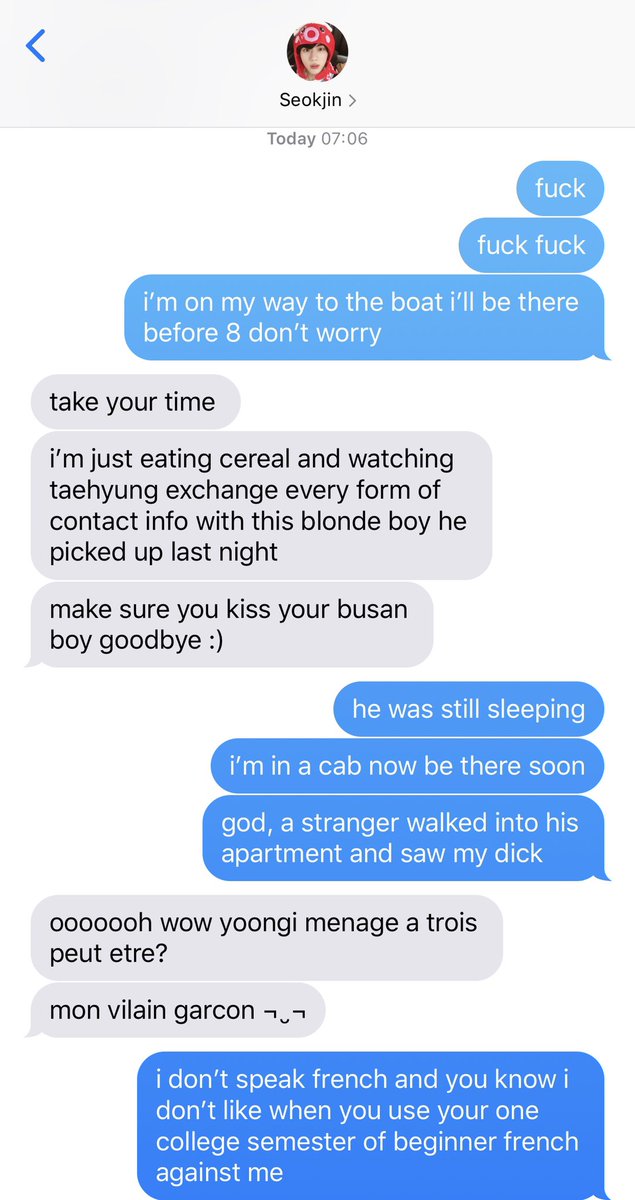 Seokjin >
Today 07:06
fuck
fuck fuck
i’m on my way to the boat i’ll be there
before 8 don’t worry
take your time
i’m just eating cereal and watching
taehyung exchange every form of
contact info with this blonde boy he
picked up last night
make sure you kiss your busan
boy goodbye :)
he was still sleeping
i’m in a cab now be there soon
god, a stranger walked into his
apartment and saw my dick
ooooooh wow yoongi menage a trois
peut etre?
mon vilain garcon ¬‿¬
i don’t speak french and you know i
don’t like when you use your one
college semester of beginner french
against me